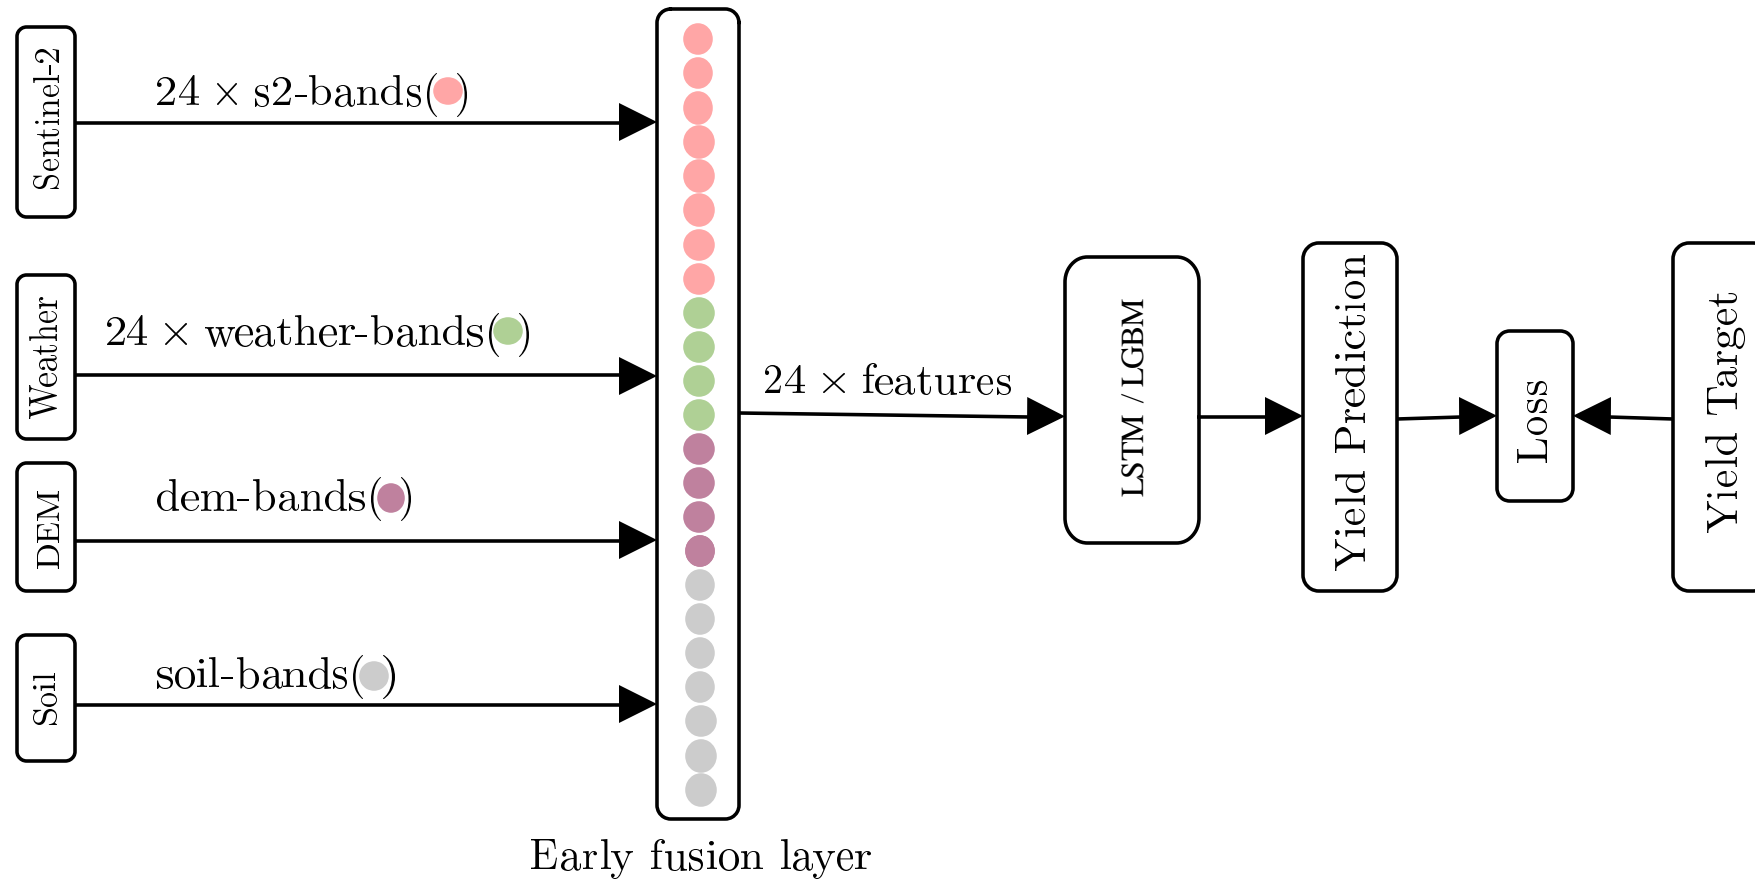 Sentinel-2
24 × s2-bands( )
Weather
24 × weather-bands( )
DEM
dem-bands( )
Soil
soil-bands( )
Early fusion layer
24 × features
LSTM / LGBM
Yield Prediction
Loss
Yield Target